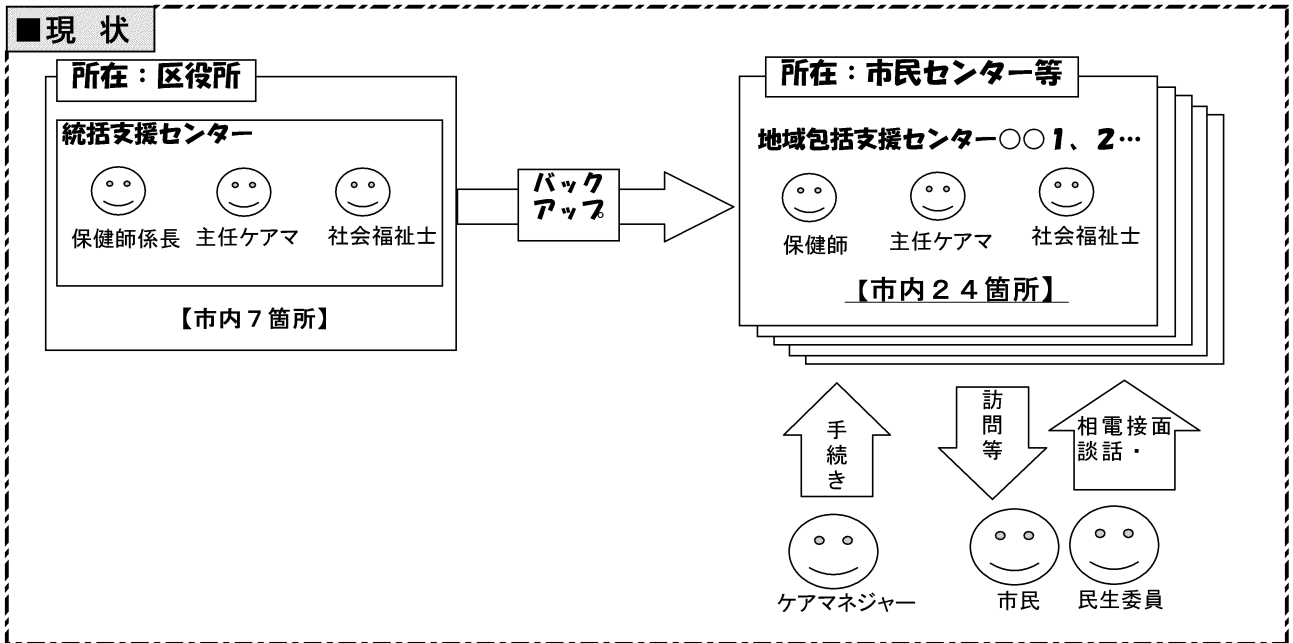 ■現 状
所在：区役所
統括支援センター
保健師係長
主任ケアマ
社会福祉士
【市内７箇所】
バック
アップ
所在：市民センター等
地域包括支援センター○○１、２…
保健師
主任ケアマ
社会福祉士
【市内２４箇所】
手続き
訪問等
相電接面
談話・
ケアマネジャー
市民
民生委員